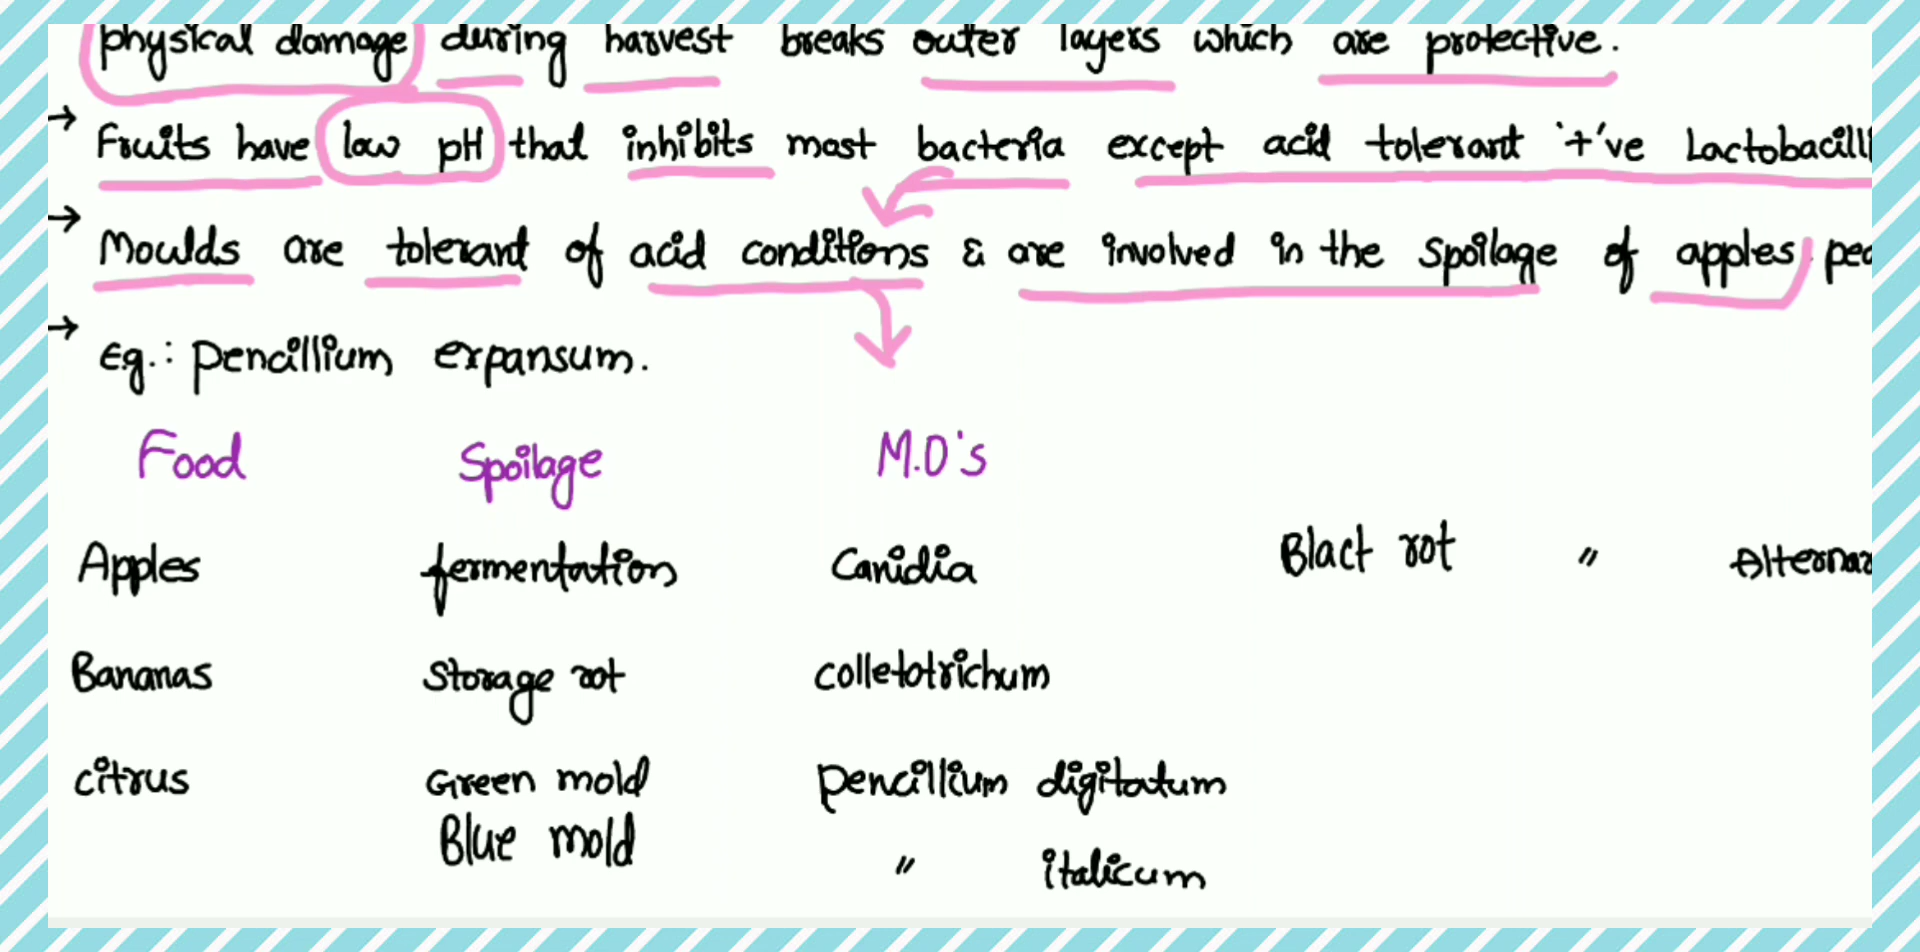 physical damage during harvest breaks outer layers which are protective.
→ Fruits have low pH that inhibits most bacteria except acid tolerant '+'ve Lactobacilli
→ Moulds are tolerant of acid conditions & are involved in the spoilage of apples,
→ Eg.: pencillium expansum.
Food Spoilage M.O's
Apples fermentation Canidia Blact rot "
Bananas Storage rot colletotrichum
citrus Green mold pencillium digitatum
Blue mold " italicum